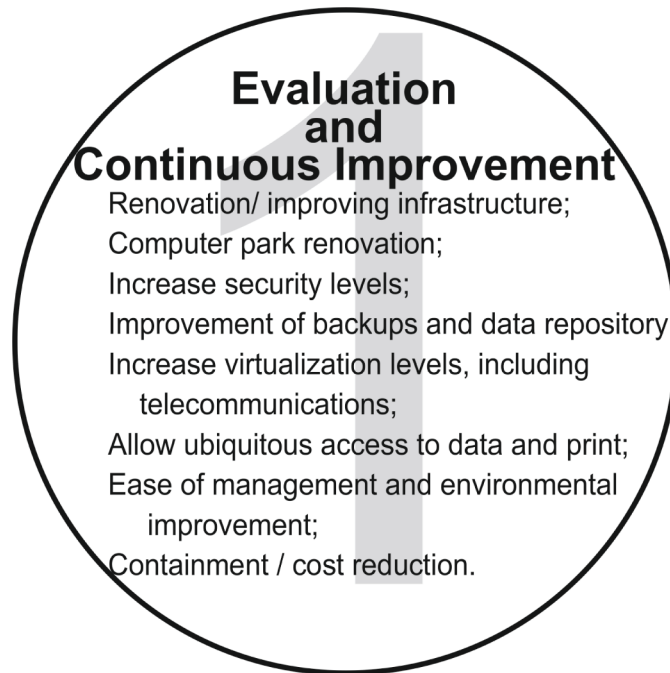 1
Evaluation
and
Continuous Improvement
Renovation/ improving infrastructure;
Computer park renovation;
Increase security levels;
Improvement of backups and data repository
Increase virtualization levels, including
telecommunications;
Allow ubiquitous access to data and print;
Ease of management and environmental
improvement;
Containment / cost reduction.